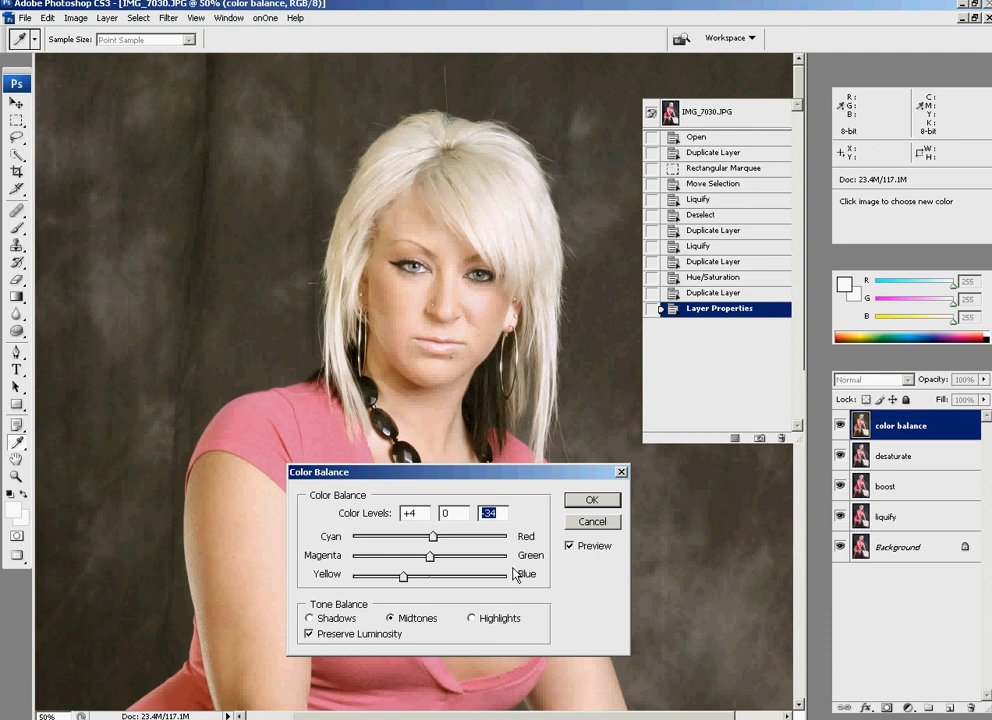 Adobe Photoshop CS3 - [IMG_7030.JPG @ 50% (color balance, RGB/8)]
File Edit Image Layer Select Filter View Window onOne Help
Sample Size: Point Sample
Workspace
Ps
IMG_7030.JPG
Open
Duplicate Layer
Rectangular Marquee
Move Selection
Liquify
Deselect
Duplicate Layer
Liquify
Duplicate Layer
Hue/Saturation
Duplicate Layer
Layer Properties
R: C:
G: M:
B: Y:
K:
8-bit 8-bit
X: W:
Y: H:
Doc: 23.4M/117.1M
Click image to choose new color
R 255
G 255
B 255
Normal Opacity: 100%
Lock: Fill: 100%
color balance
desaturate
boost
liquify
Background
Color Balance
Color Balance
Color Levels: +4 0 -34
Cyan Red
Magenta Green
Yellow Blue
Tone Balance
Shadows Midtones Highlights
Preserve Luminosity
OK
Cancel
Preview
50% Doc: 23.4M/117.1M